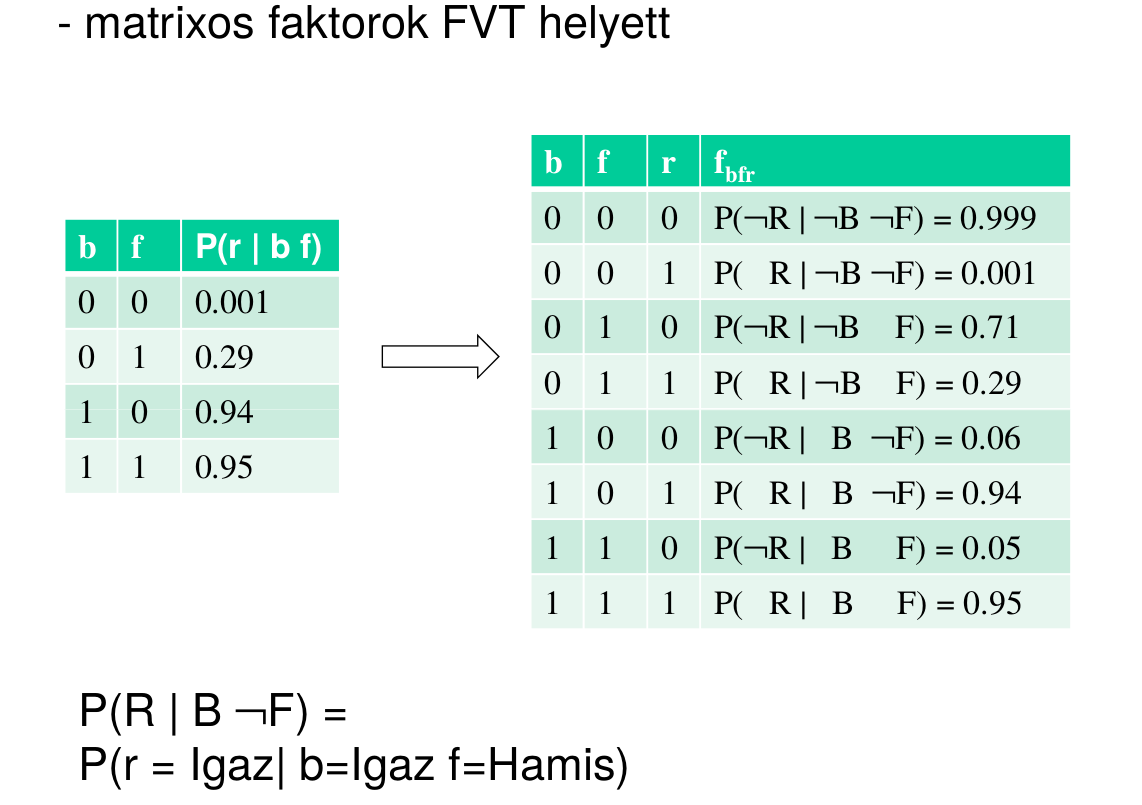 - matrixos faktorok FVT helyett
b f P(r | b f)
0 0 0.001
0 1 0.29
1 0 0.94
1 1 0.95
b f r f_bfr
0 0 0 P(¬R | ¬B ¬F) = 0.999
0 0 1 P( R | ¬B ¬F) = 0.001
0 1 0 P(¬R | ¬B F) = 0.71
0 1 1 P( R | ¬B F) = 0.29
1 0 0 P(¬R | B ¬F) = 0.06
1 0 1 P( R | B ¬F) = 0.94
1 1 0 P(¬R | B F) = 0.05
1 1 1 P( R | B F) = 0.95
P(R | B ¬F) =
P(r = Igaz| b=Igaz f=Hamis)